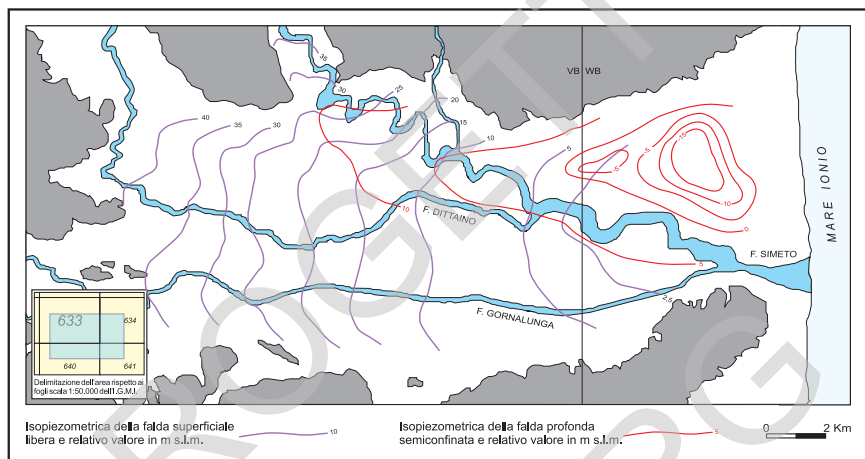 35
VB
WB
30
25
20
15
10
40
35
30
5
5
5
15
10
0
10
F. DITTAINO
MARE IONIO
F. SIMETO
5
2,5
F. GORNALUNGA
633
634
640
641
Delimitazione dell'area rispetto ai
fogli scala 1:50.000 dell'I.G.M.I.
Isopiezometrica della falda superficiale
libera e relativo valore in m s.l.m.
10
Isopiezometrica della falda profonda
semiconfinata e relativo valore in m s.l.m.
5
0 2 Km